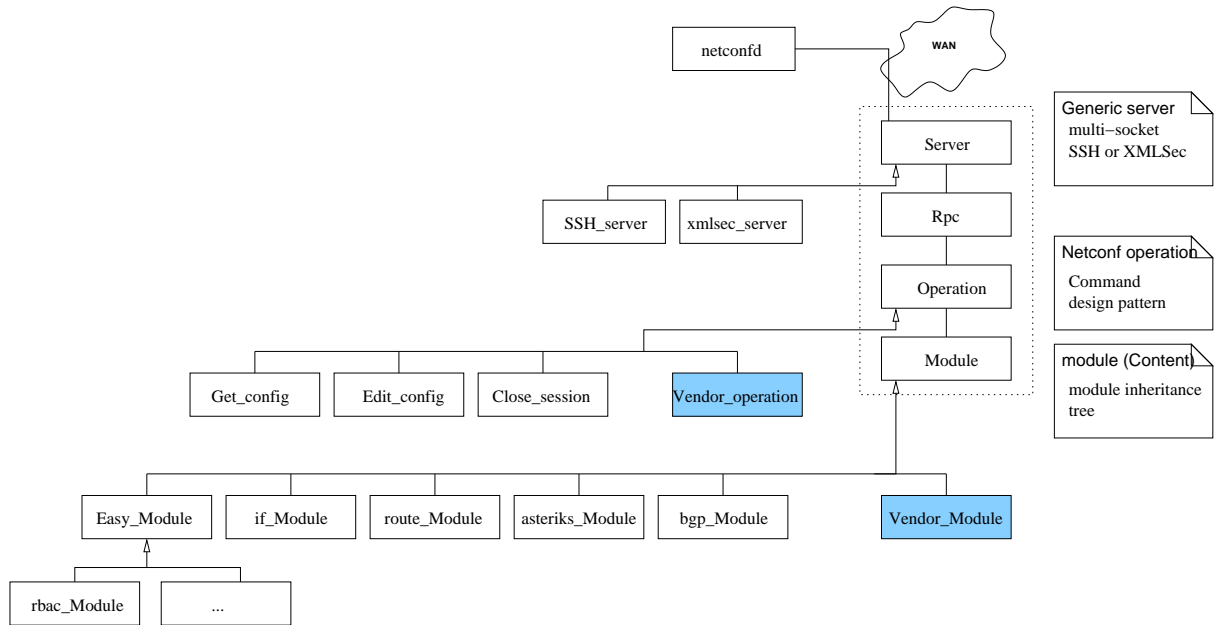 WAN
netconfd
Generic server
multi−socket
SSH or XMLSec
Server
SSH_server
xmlsec_server
Rpc
Netconf operation
Command
design pattern
Operation
Module
module (Content)
module inheritance
tree
Get_config
Edit_config
Close_session
Vendor_operation
Easy_Module
if_Module
route_Module
asteriks_Module
bgp_Module
Vendor_Module
rbac_Module
...